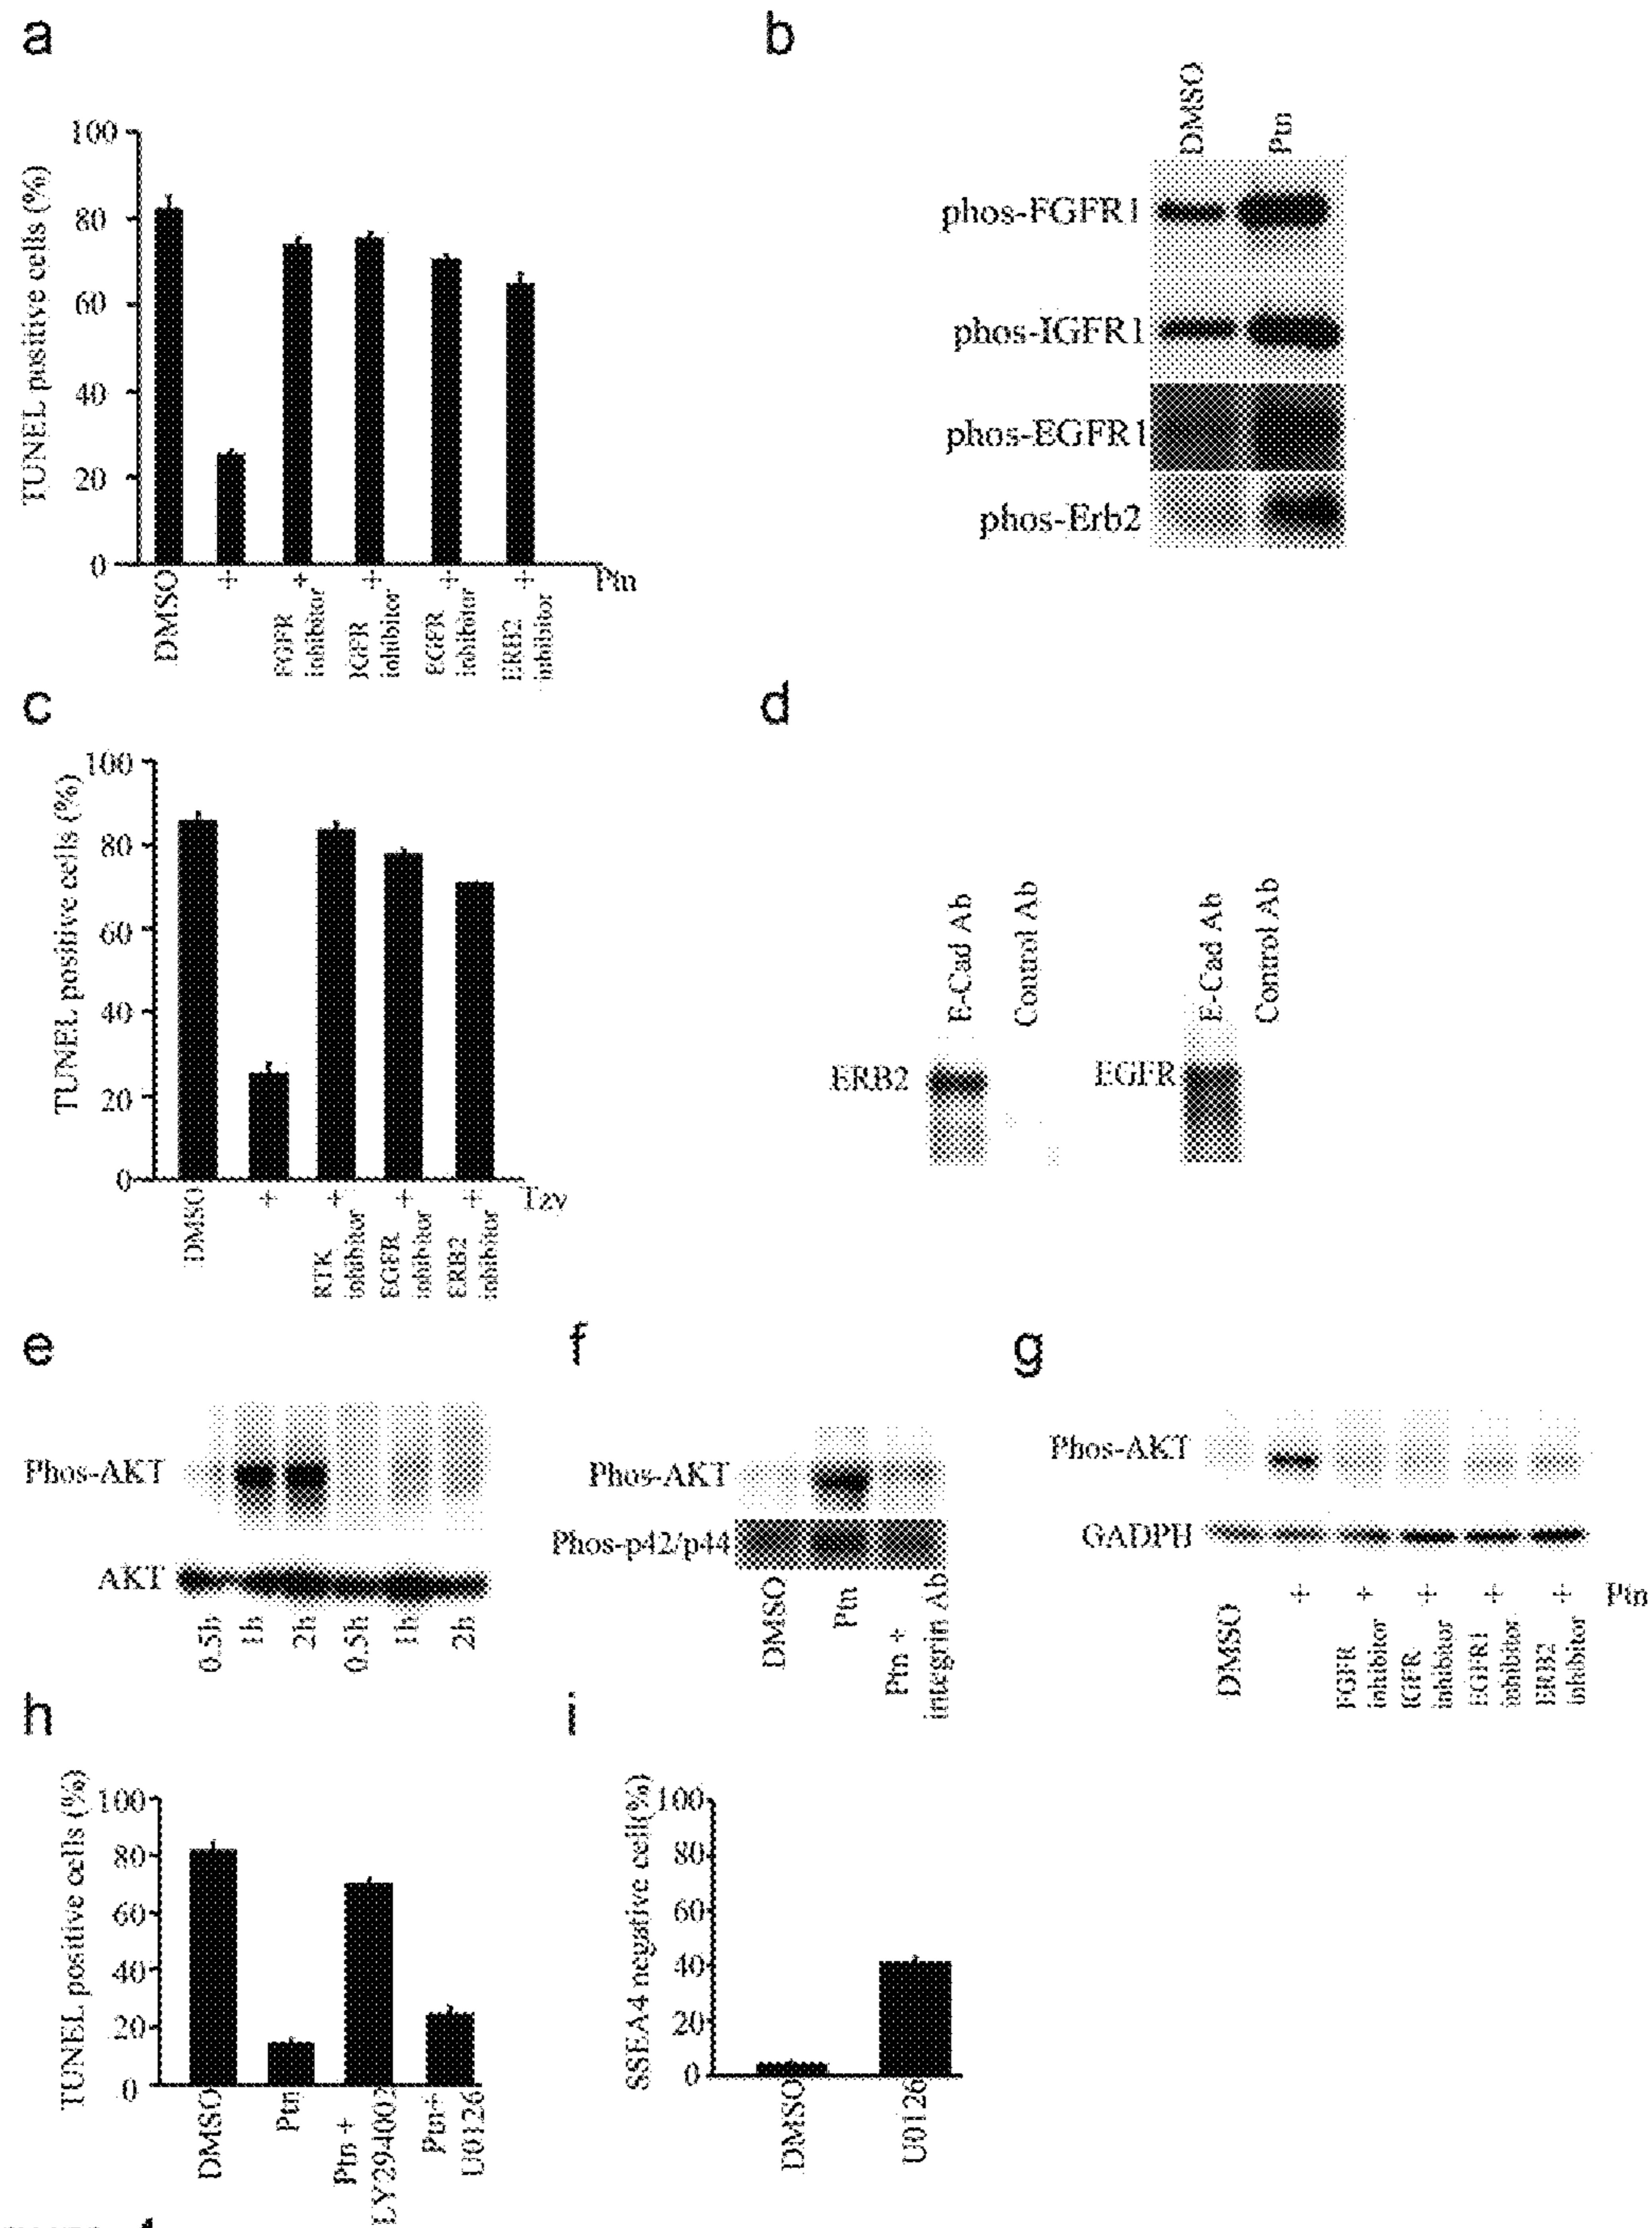 a
TUNEL positive cells (%)
100
80
60
40
20
0
DMSO
+
+
+
+
+
Ptn
FGFR inhibitor
IGFR inhibitor
EGFR inhibitor
ERB2 inhibitor
b
DMSO
Ptn
phos-FGFR1
phos-IGFR1
phos-EGFR1
phos-Erb2
c
TUNEL positive cells (%)
100
80
60
40
20
0
DMSO
+
+
+
+
Tzv
RTK inhibitor
EGFR inhibitor
ERB2 inhibitor
d
E-Cad Ab
Control Ab
E-Cad Ab
Control Ab
ERB2
EGFR
e
Phos-AKT
AKT
0.5h
1h
2h
0.5h
1h
2h
f
Phos-AKT
Phos-p42/p44
DMSO
Ptn
Ptn +
integrin Ab
g
Phos-AKT
GADPH
+
+
+
+
+
Ptn
DMSO
FGFR inhibitor
IGFR inhibitor
EGFR1 inhibitor
ERB2 inhibitor
h
TUNEL positive cells (%)
100
80
60
40
20
0
DMSO
Ptn
Ptn +
LY294002
Ptn+
U0126
i
SSEA4 negative cell(%)
100
80
60
40
20
0
DMSO
U0126